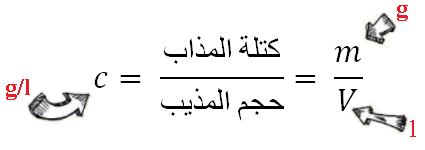 g
c = كتلة المذاب / حجم المذيب = m / V
g/l
l